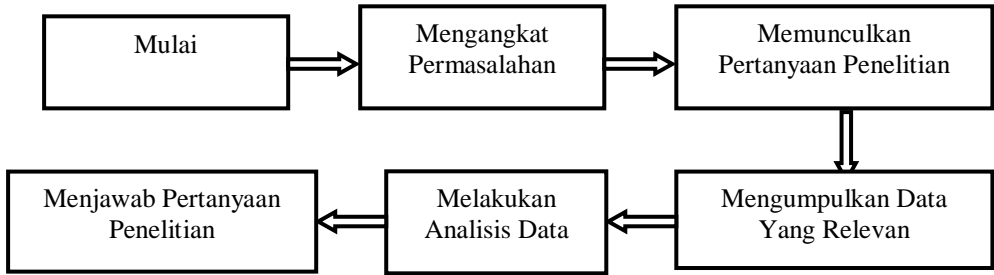 Mulai
Mengangkat
Permasalahan
Memunculkan
Pertanyaan Penelitian
Mengumpulkan Data
Yang Relevan
Melakukan
Analisis Data
Menjawab Pertanyaan
Penelitian